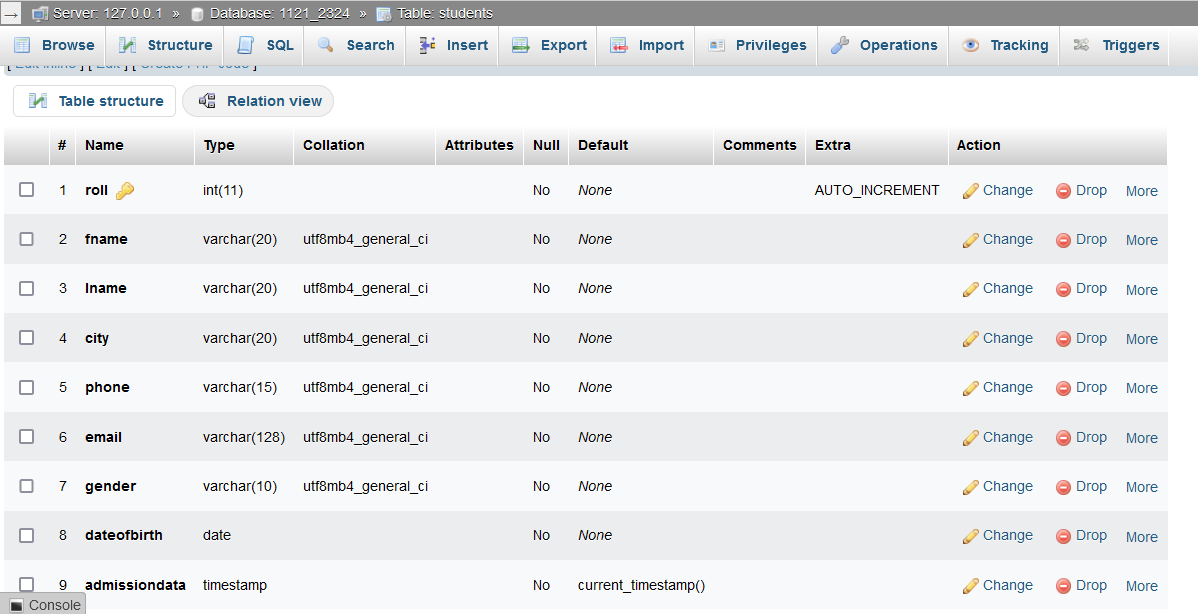 Server: 127.0.0.1 » Database: 1121_2324 » Table: students
Browse Structure SQL Search Insert Export Import Privileges Operations Tracking Triggers
[ Edit inline ] [ Edit ] [ Create PHP code ]
Table structure Relation view
# Name Type Collation Attributes Null Default Comments Extra Action
1 roll int(11) No None AUTO_INCREMENT Change Drop More
2 fname varchar(20) utf8mb4_general_ci No None Change Drop More
3 lname varchar(20) utf8mb4_general_ci No None Change Drop More
4 city varchar(20) utf8mb4_general_ci No None Change Drop More
5 phone varchar(15) utf8mb4_general_ci No None Change Drop More
6 email varchar(128) utf8mb4_general_ci No None Change Drop More
7 gender varchar(10) utf8mb4_general_ci No None Change Drop More
8 dateofbirth date No None Change Drop More
9 admissiondata timestamp No current_timestamp() Change Drop More
Console